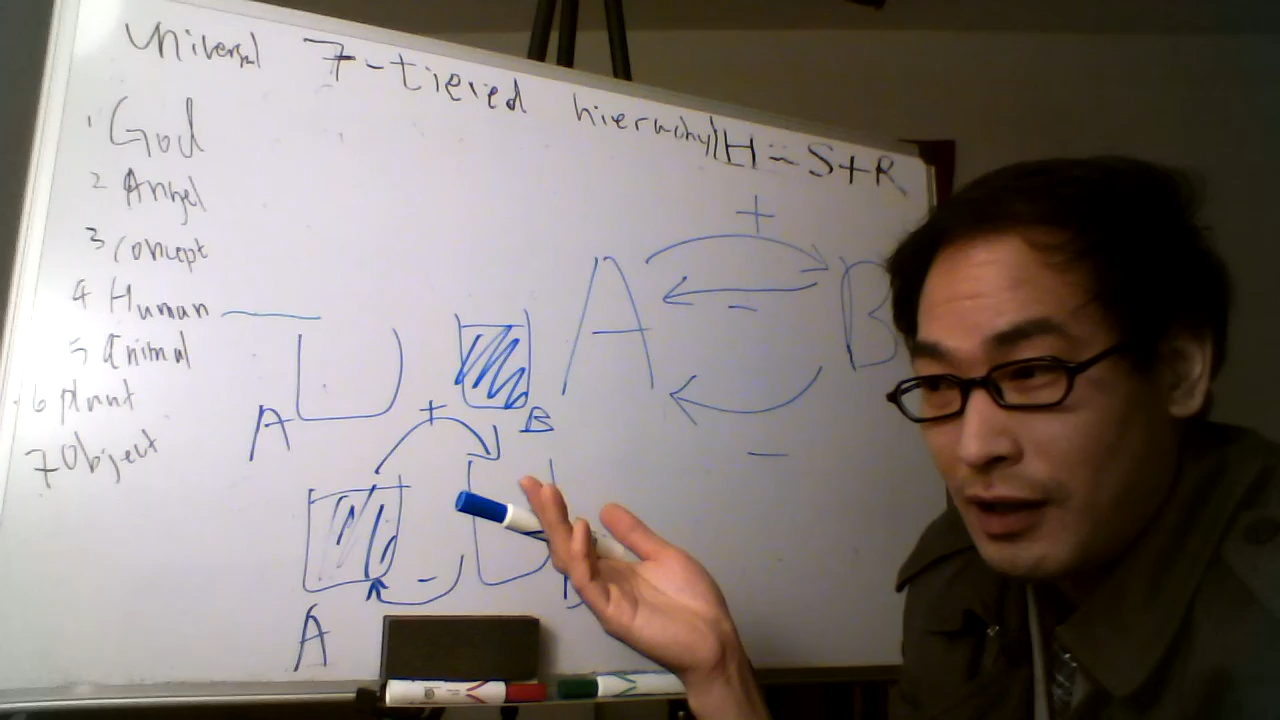 Universal 7-tiered hierarchy H = S+R
1 God
2 Angel
3 concept
4 Human
5 animal
6 plant
7 Object
+
A B
-
-
A B
+
-
A